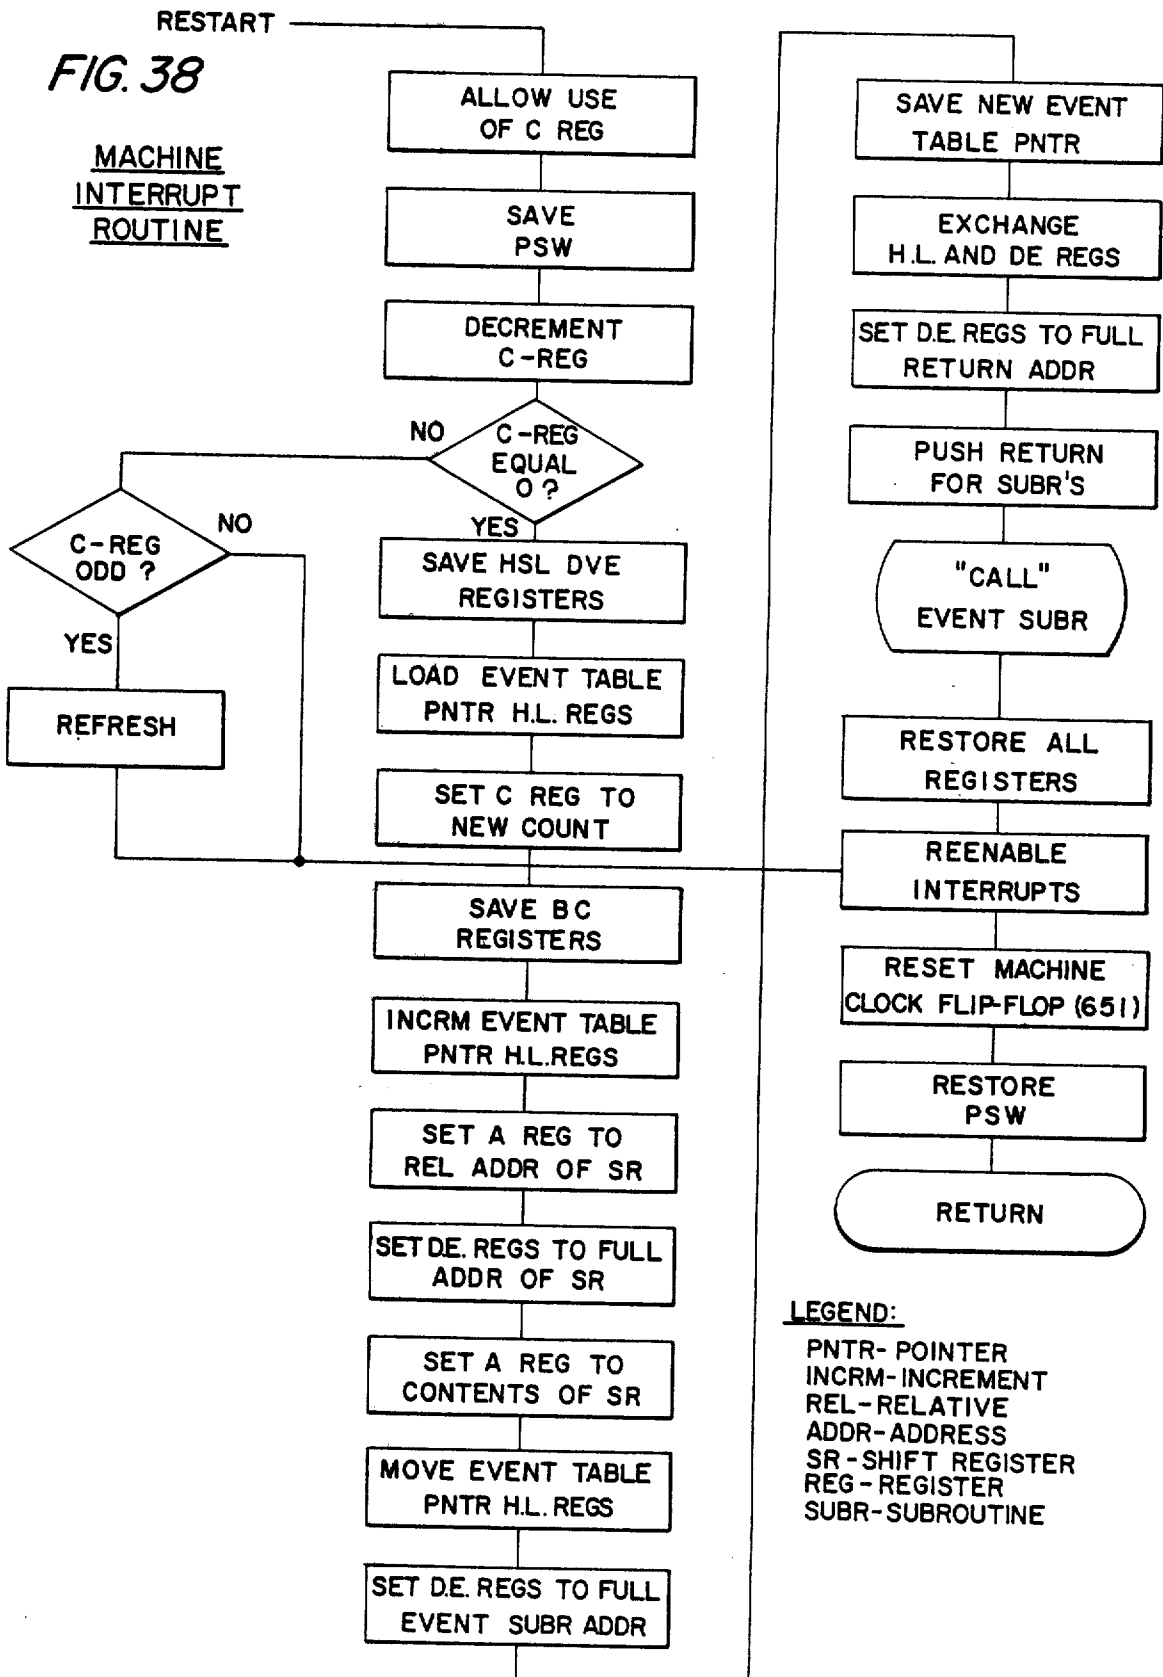 RESTART
FIG. 38
MACHINE
INTERRUPT
ROUTINE
ALLOW USE
OF C REG
SAVE
PSW
DECREMENT
C-REG
C-REG
EQUAL
0?
NO
YES
C-REG
ODD ?
NO
YES
REFRESH
SAVE HSL DVE
REGISTERS
LOAD EVENT TABLE
PNTR H.L. REGS
SET C REG TO
NEW COUNT
SAVE BC
REGISTERS
INCRM EVENT TABLE
PNTR H.L. REGS
SET A REG TO
REL ADDR OF SR
SET D.E. REGS TO FULL
ADDR OF SR
SET A REG TO
CONTENTS OF SR
MOVE EVENT TABLE
PNTR H.L. REGS
SET D.E. REGS TO FULL
EVENT SUBR ADDR
SAVE NEW EVENT
TABLE PNTR
EXCHANGE
H.L. AND DE REGS
SET D.E. REGS TO FULL
RETURN ADDR
PUSH RETURN
FOR SUBR'S
"CALL"
EVENT SUBR
RESTORE ALL
REGISTERS
REENABLE
INTERRUPTS
RESET MACHINE
CLOCK FLIP-FLOP (651)
RESTORE
PSW
RETURN
LEGEND:
PNTR-POINTER
INCRM-INCREMENT
REL-RELATIVE
ADDR-ADDRESS
SR-SHIFT REGISTER
REG-REGISTER
SUBR-SUBROUTINE